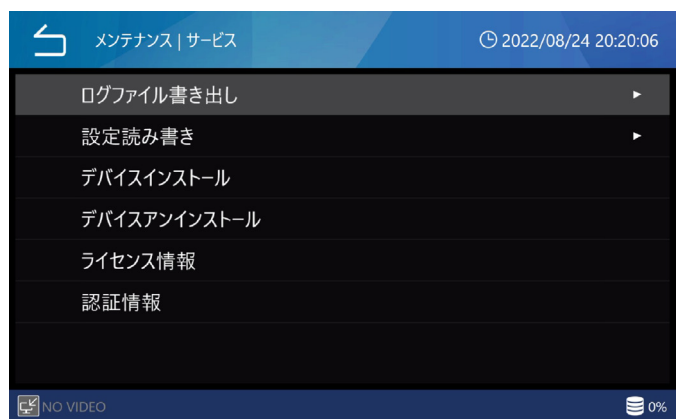 メンテナンス | サービス 2022/08/24 20:20:06
ログファイル書き出し ►
設定読み書き ►
デバイスインストール
デバイスアンインストール
ライセンス情報
認証情報
NO VIDEO 0%